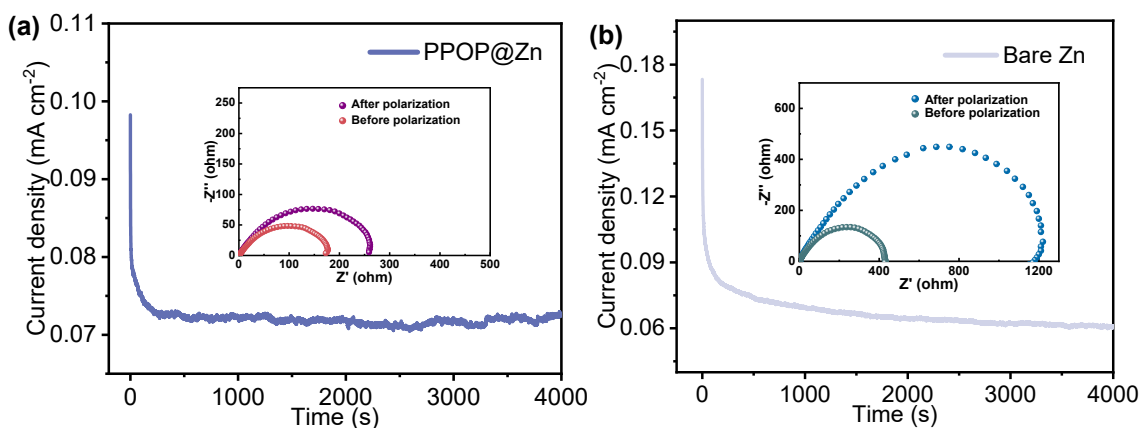 (a)
PPOP@Zn
Current density (mA cm⁻²)
0.11
0.10
0.09
0.08
0.07
0
1000
2000
3000
4000
Time (s)
After polarization
Before polarization
-Z'' (ohm)
250
200
150
100
50
0
0
100
200
300
400
500
Z' (ohm)
(b)
Bare Zn
Current density (mA cm⁻²)
0.18
0.15
0.12
0.09
0.06
0
1000
2000
3000
4000
Time (s)
After polarization
Before polarization
-Z'' (ohm)
600
400
200
0
0
400
800
1200
Z' (ohm)